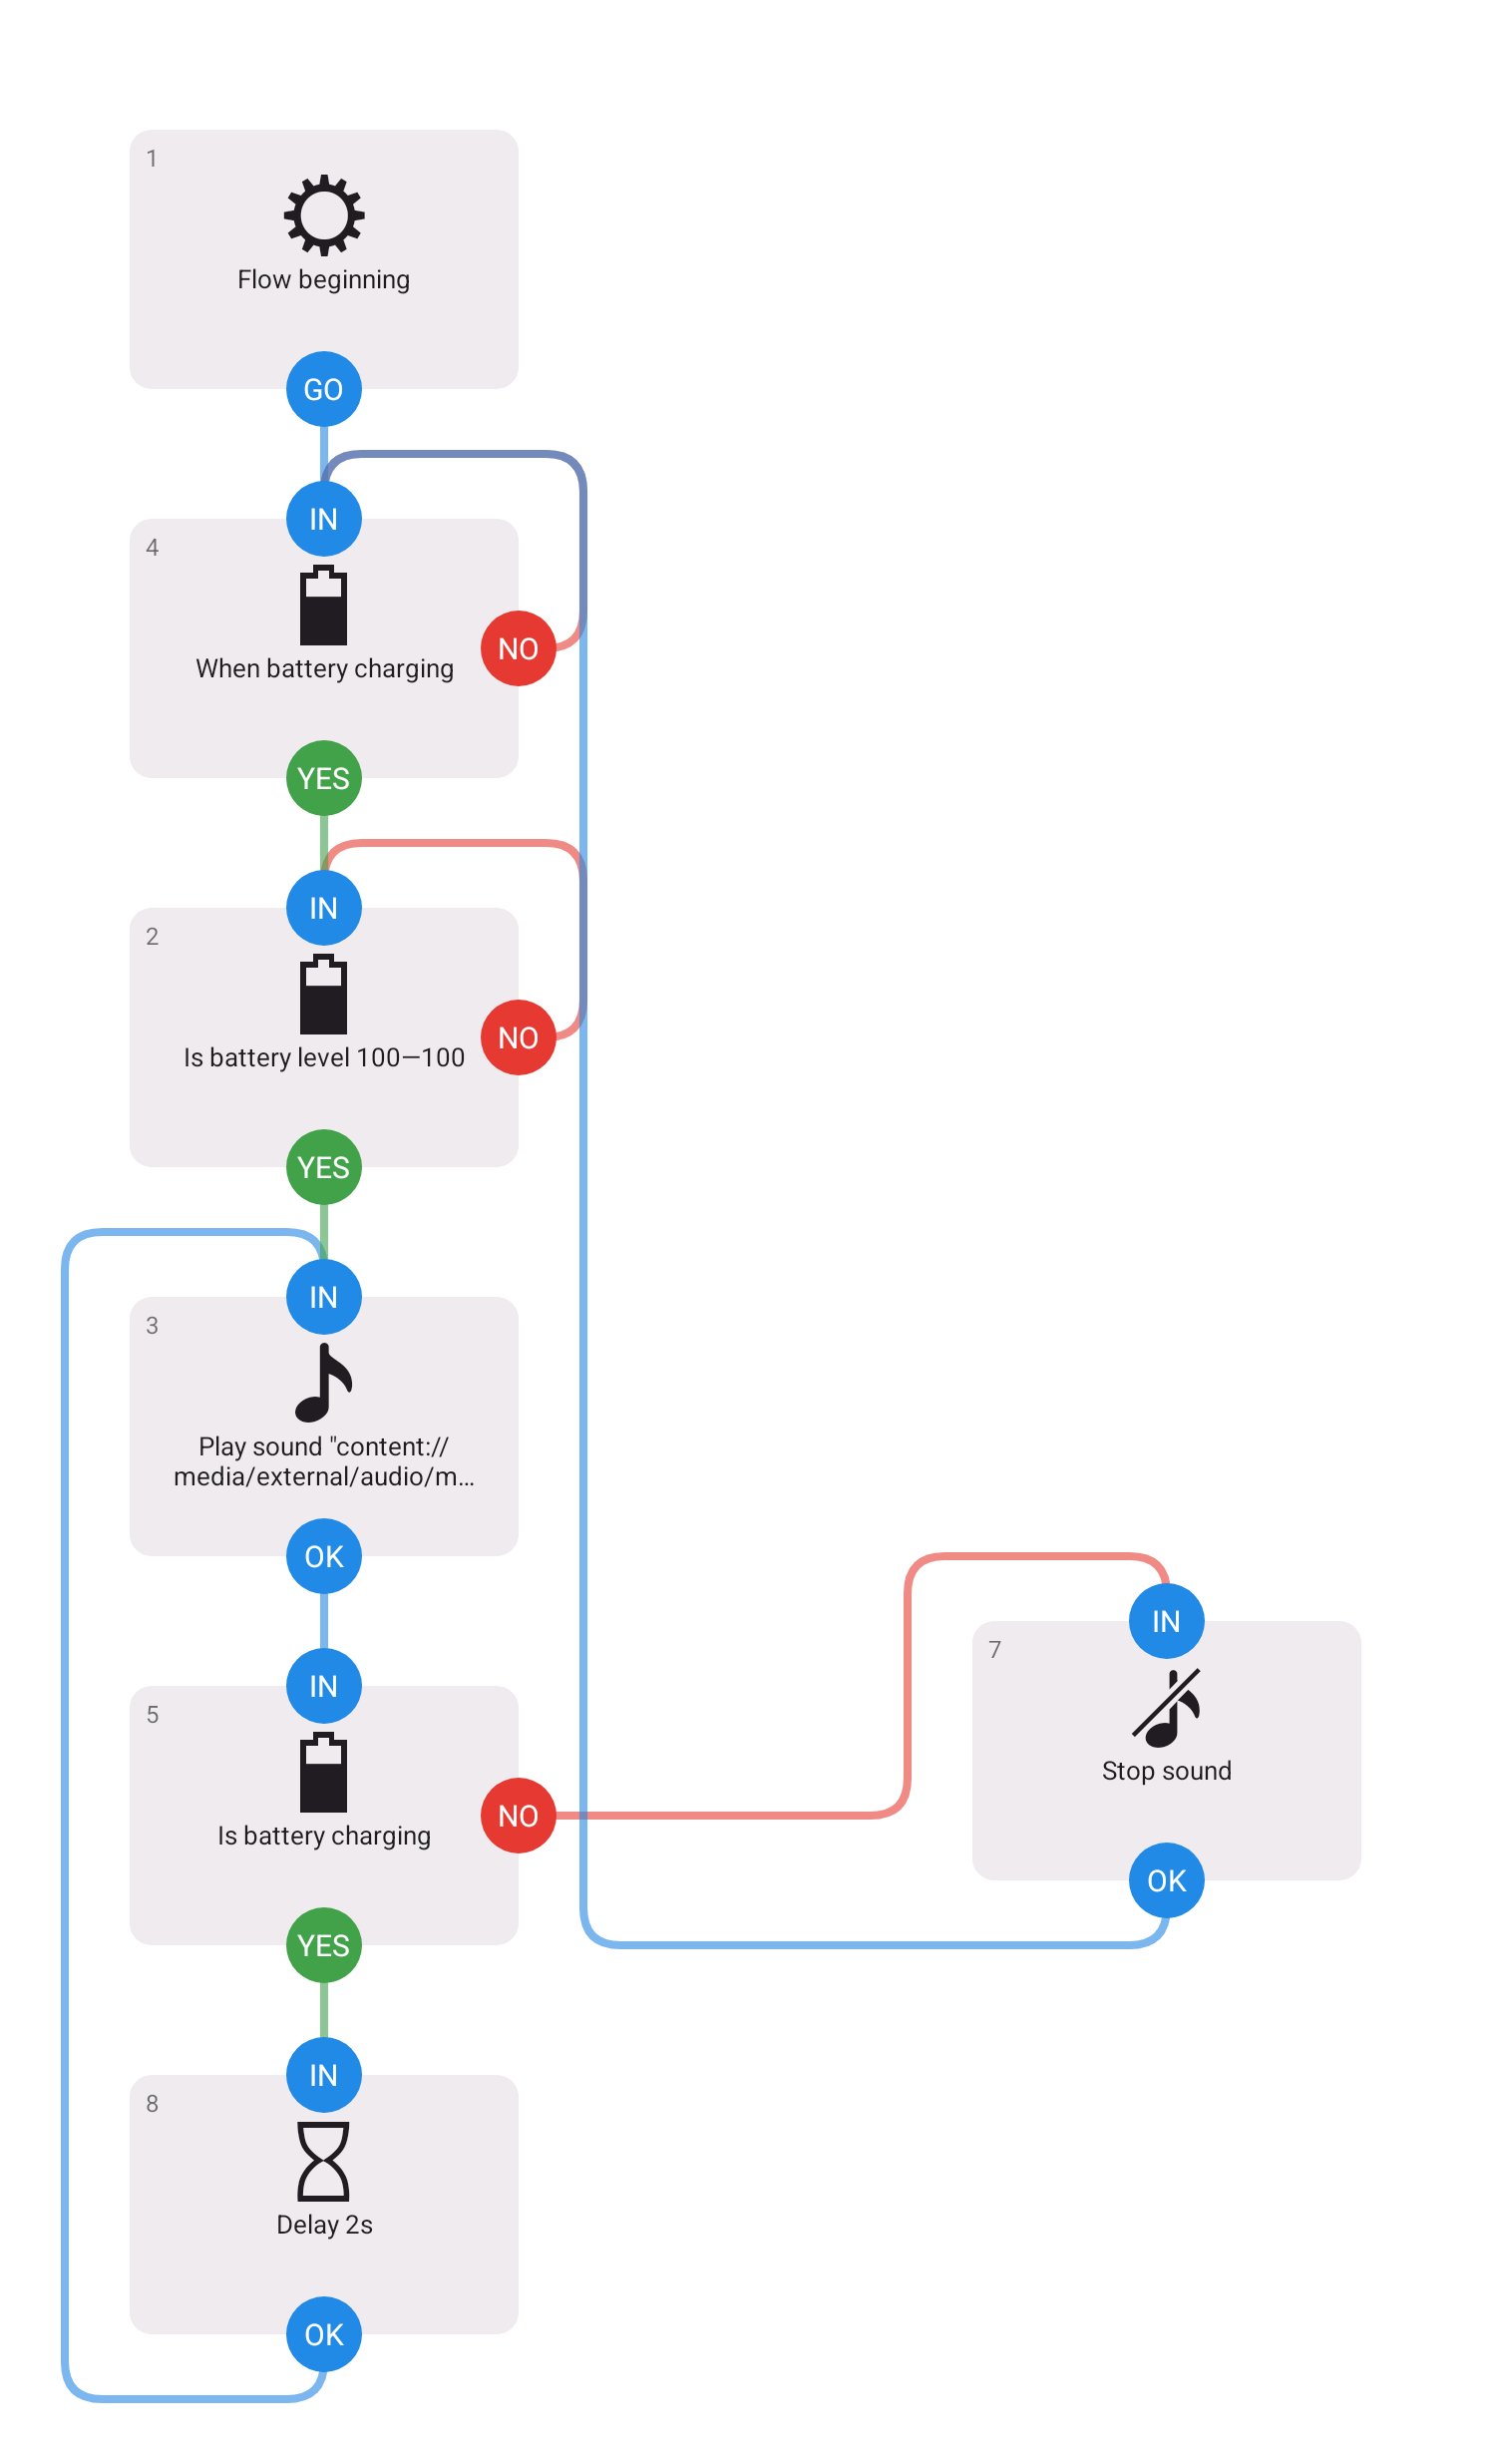 1
Flow beginning
GO
IN
4
When battery charging
NO
YES
IN
2
Is battery level 100—100
NO
YES
IN
3
Play sound "content://
media/external/audio/m...
OK
IN
5
Is battery charging
NO
YES
IN
7
Stop sound
OK
IN
8
Delay 2s
OK